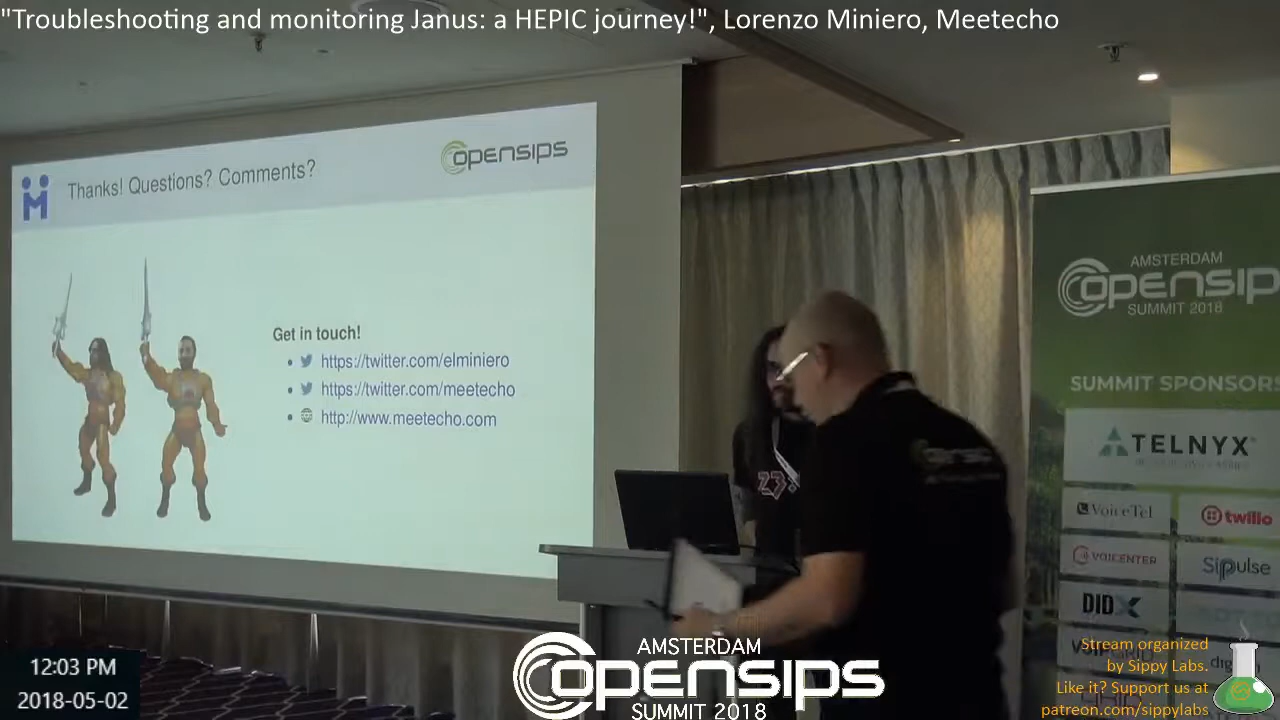 "Troubleshooting and monitoring Janus: a HEPIC journey!", Lorenzo Miniero, Meetecho
Thanks! Questions? Comments?
opensips
Get in touch!
https://twitter.com/elminiero
https://twitter.com/meetecho
http://www.meetecho.com
23
AMSTERDAM
opensip
SUMMIT 2018
SUMMIT SPONSORS
TELNYX
VoiceTel
twilio
VOICENTER
Sipulse
DIDX
Stream organized
by Sippy Labs.
Like it? Support us at
patreon.com/sippylabs
AMSTERDAM
opensips
SUMMIT 2018
12:03 PM
2018-05-02